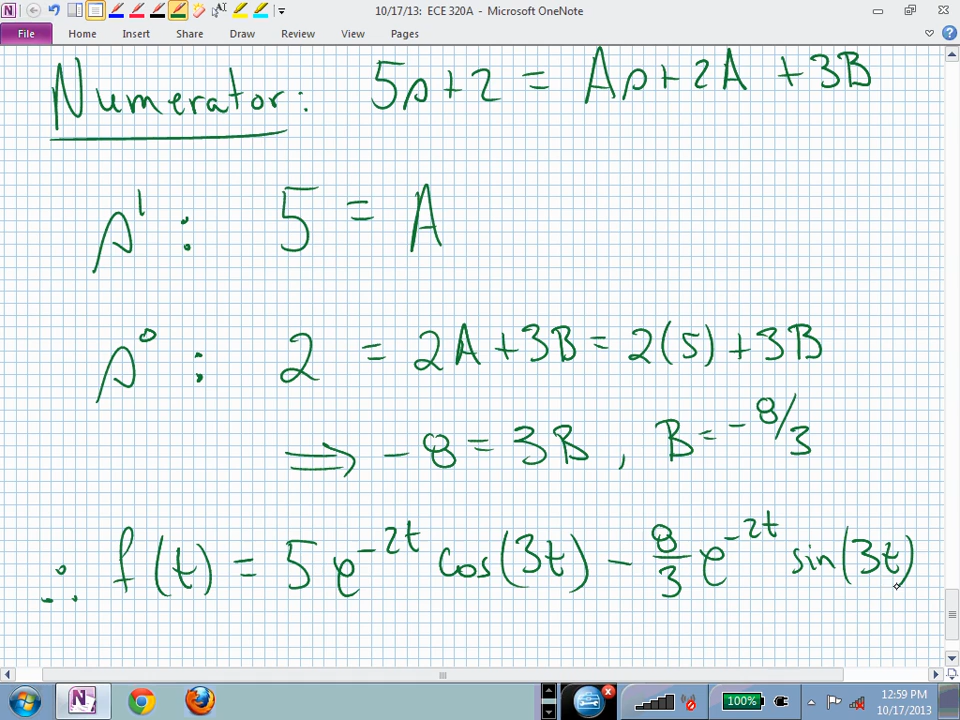 10/17/13: ECE 320A - Microsoft OneNote
File Home Insert Share Draw Review View Pages
Numerator: 5s+2 = As+2A +3B
s¹: 5 = A
s⁰: 2 = 2A+3B = 2(5)+3B
⟹ -8 = 3B, B = -8/3
∴ f(t) = 5e^{-2t} cos(3t) - 8/3 e^{-2t} sin(3t)
100% 12:59 PM
10/17/2013